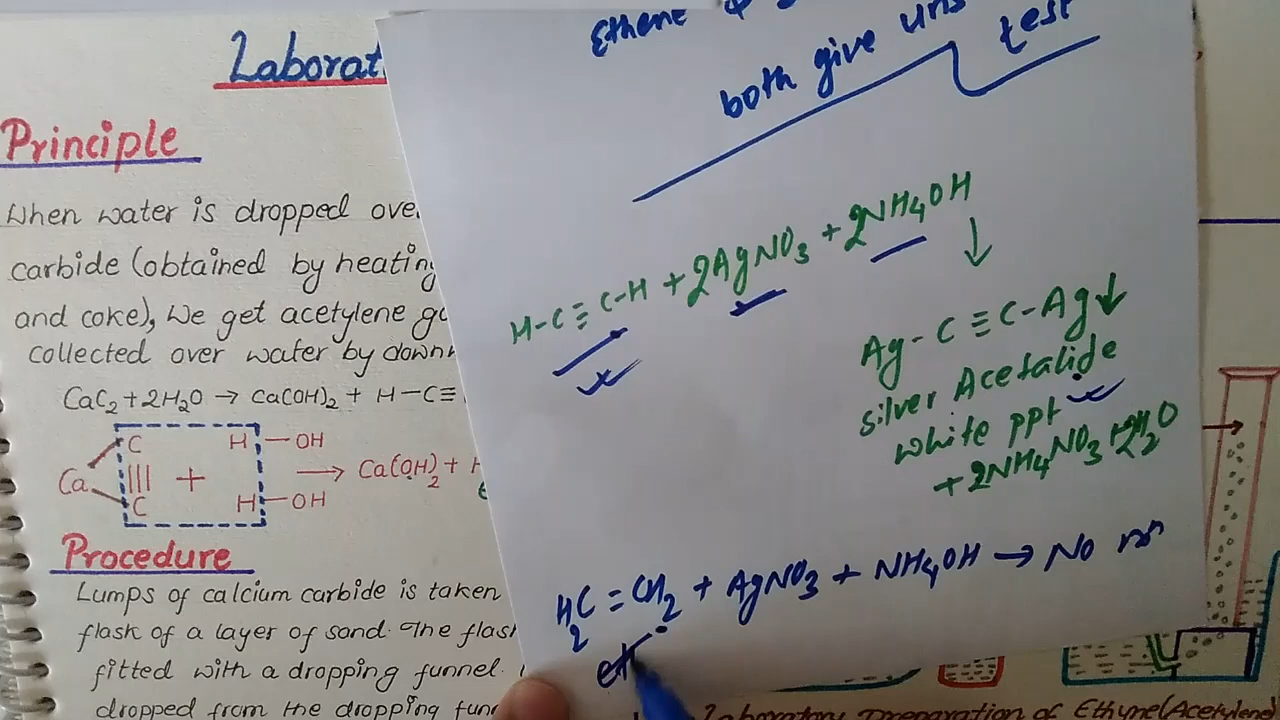 Laborat
Principle
When water is dropped ove
carbide (obtained by heating
and coke), We get acetylene g
collected over water by down
CaC₂ + 2H₂O → Ca(OH)₂ + H-C≡
Ca C ||| C + H-OH H-OH → Ca(OH)₂ + H
Procedure
Lumps of calcium carbide is taken
flask of a layer of sand. The flas
fitted with a dropping funnel.
dropped from the dropping fun
Ethene &
both give uns test
H-C≡C-H + 2AgNO₃ + 2NH₄OH
↓
Ag-C≡C-Ag↓
silver Acetalide
white ppt
+ 2NH₄NO₃ + 2H₂O
H₂C=CH₂ + AgNO₃ + NH₄OH → No rxn
et
Laboratory preparation of Ethyne(Acetylene)